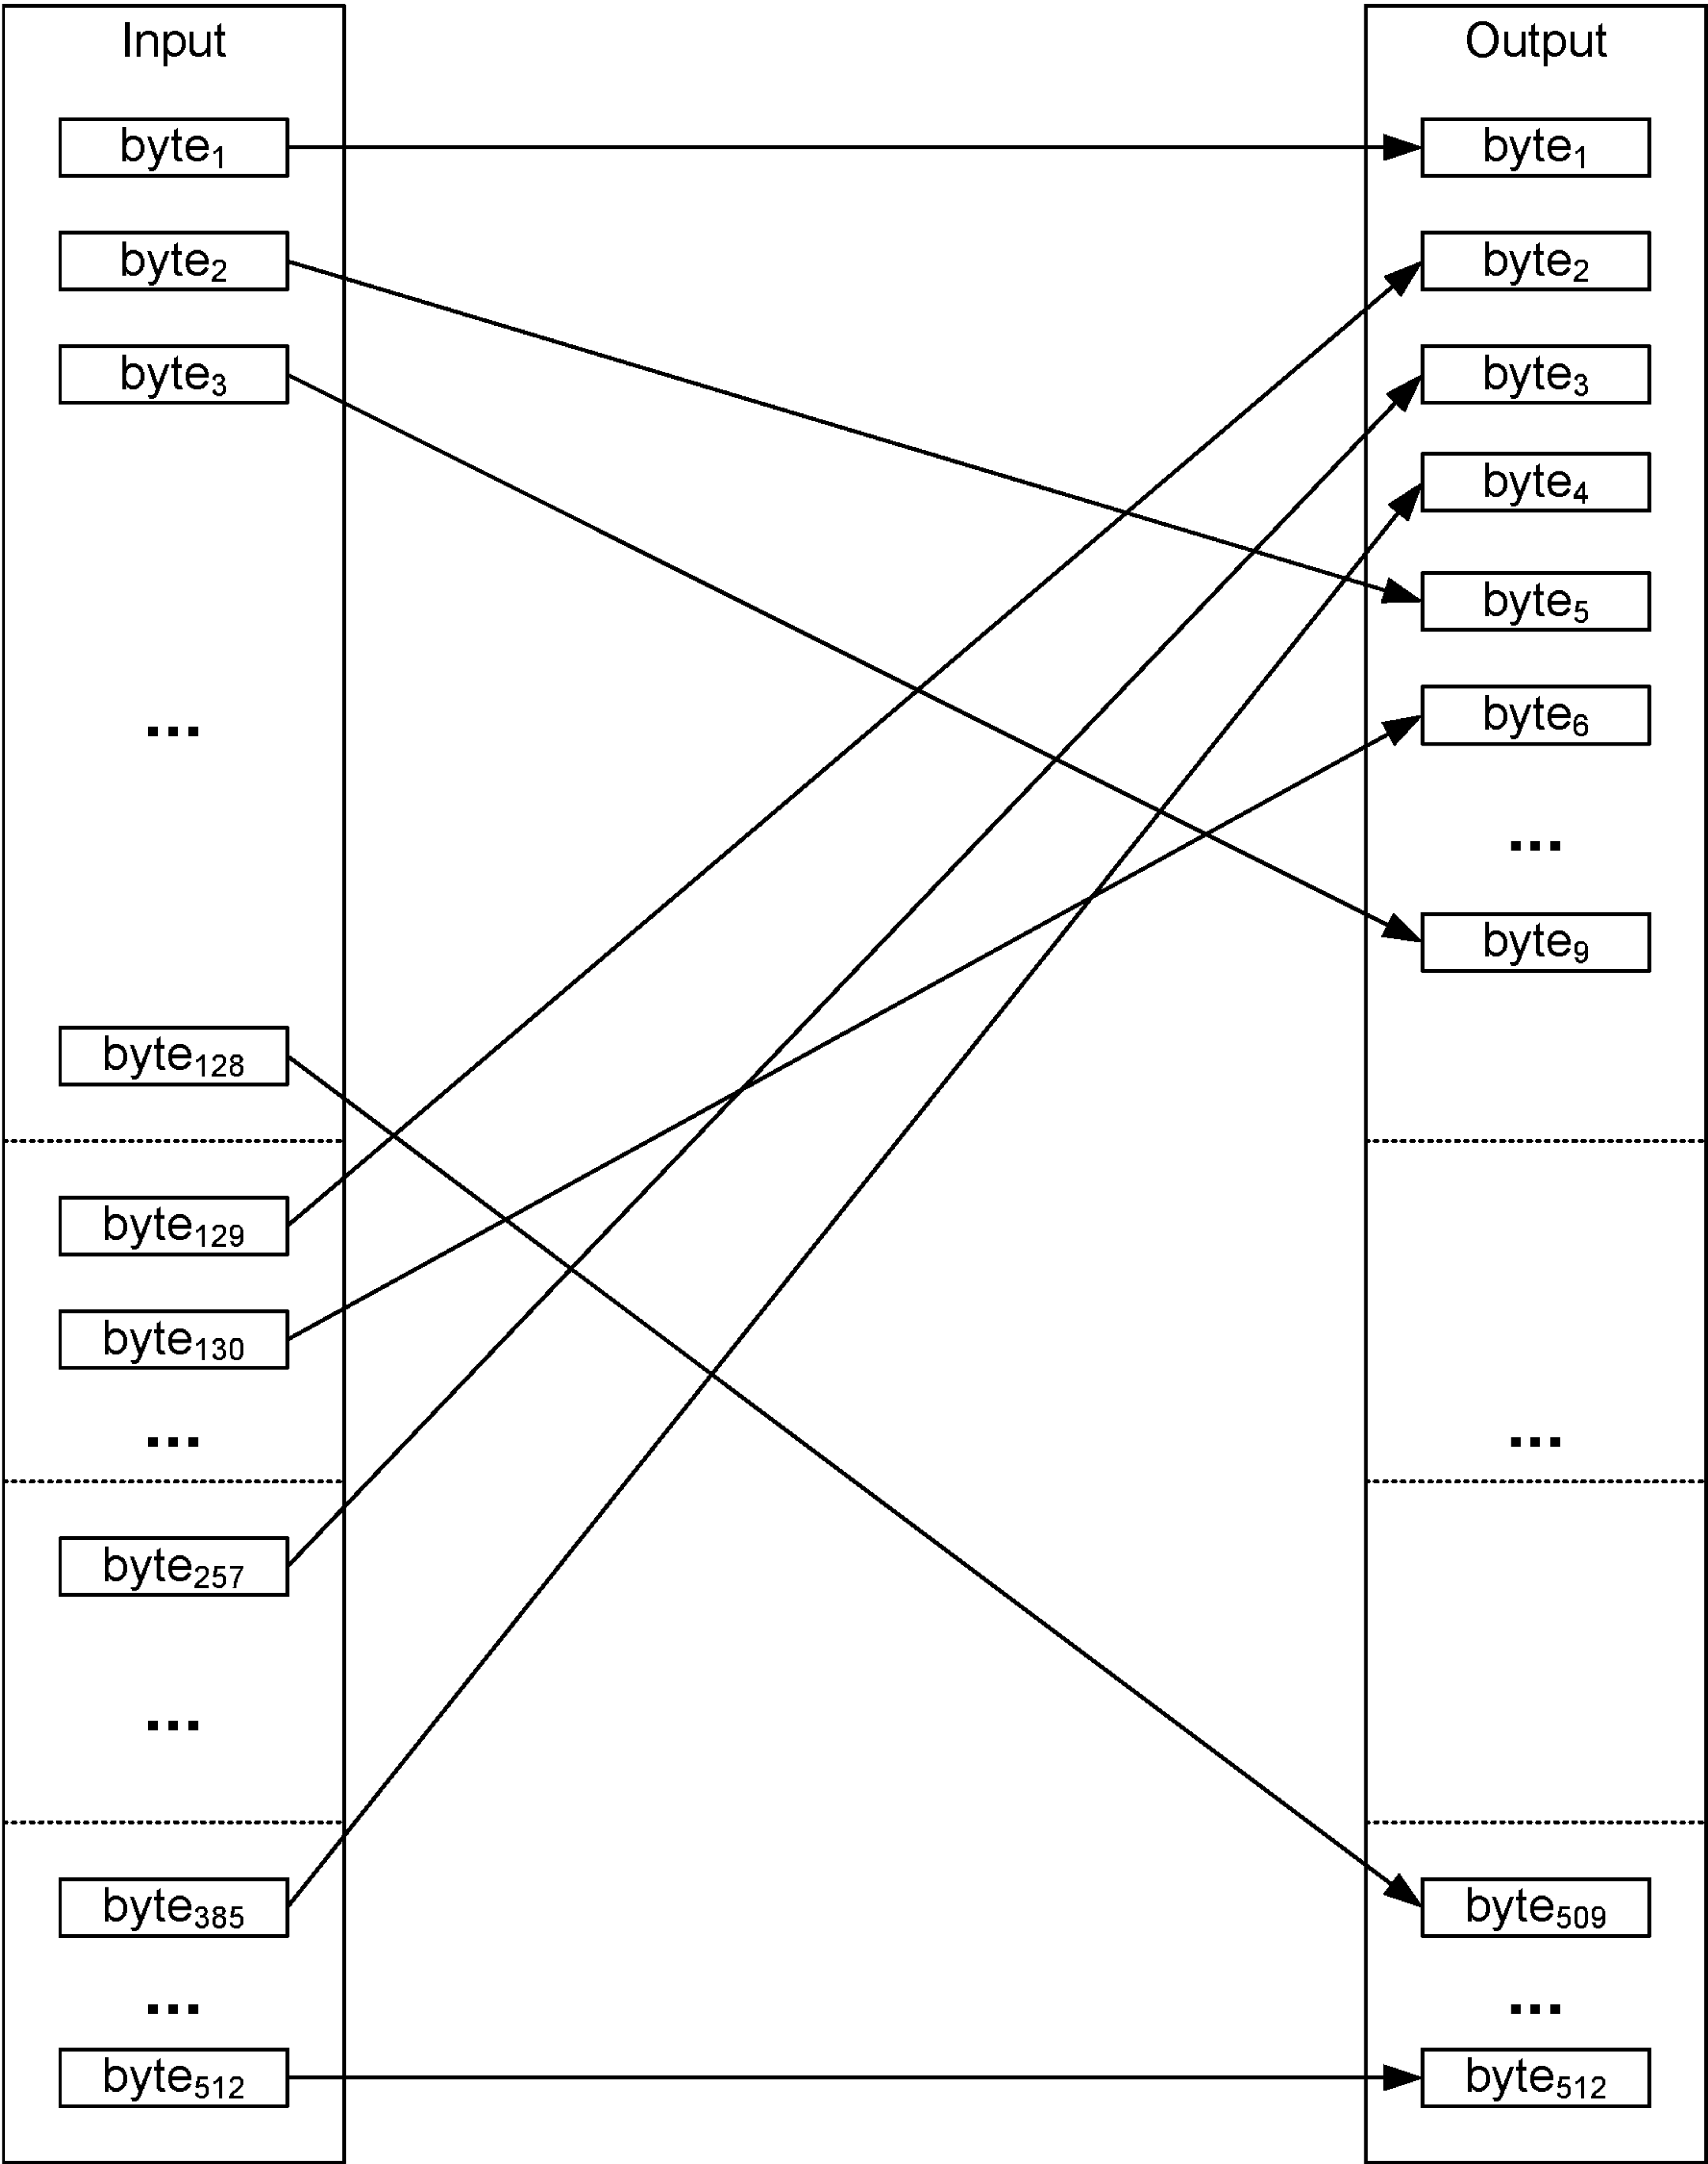 Input
byte1
byte2
byte3
...
byte128
byte129
byte130
...
byte257
...
byte385
...
byte512
Output
byte1
byte2
byte3
byte4
byte5
byte6
...
byte9
...
byte509
...
byte512